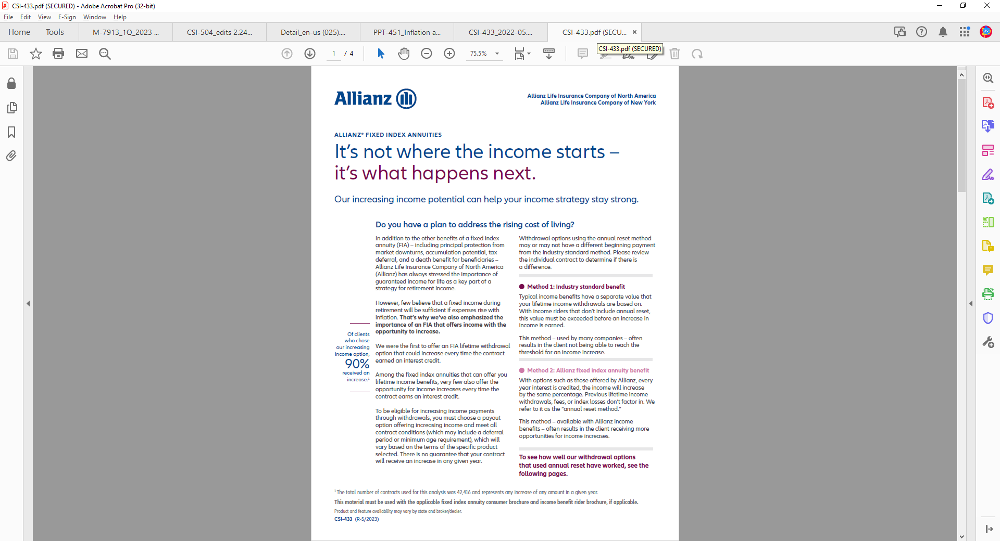 CSI-433.pdf (SECURED) - Adobe Acrobat Pro (32-bit)
File Edit View E-Sign Window Help
Home Tools M-7913_1Q_2023 ... CSI-504_edits 2.24... Detail_en-us (025).... PPT-451_Inflation a... CSI-433_2022-05.... CSI-433.pdf (SECU...
1 / 4 75.5% CSI-433.pdf (SECURED)
Allianz
Allianz Life Insurance Company of North America
Allianz Life Insurance Company of New York
ALLIANZ® FIXED INDEX ANNUITIES
It's not where the income starts –
it's what happens next.
Our increasing income potential can help your income strategy stay strong.
Do you have a plan to address the rising cost of living?
In addition to the other benefits of a fixed index
annuity (FIA) – including principal protection from
market downturns, accumulation potential, tax
deferral, and a death benefit for beneficiaries –
Allianz Life Insurance Company of North America
(Allianz) has always stressed the importance of
guaranteed income for life as a key part of a
strategy for retirement income.
However, few believe that a fixed income during
retirement will be sufficient if expenses rise with
inflation. That's why we've also emphasized the
importance of an FIA that offers income with the
opportunity to increase.
Of clients
who chose
our increasing
income option,
90%
received an
increase.¹
We were the first to offer an FIA lifetime withdrawal
option that could increase every time the contract
earned an interest credit.
Among the fixed index annuities that can offer you
lifetime income benefits, very few also offer the
opportunity for income increases every time the
contract earns an interest credit.
To be eligible for increasing income payments
through withdrawals, you must choose a payout
option offering increasing income and meet all
contract conditions (which may include a deferral
period or minimum age requirement), which will
vary based on the terms of the specific product
selected. There is no guarantee that your contract
will receive an increase in any given year.
Withdrawal options using the annual reset method
may or may not have a different beginning payment
from the industry standard method. Please review
the individual contract to determine if there is
a difference.
Method 1: Industry standard benefit
Typical income benefits have a separate value that
your lifetime income withdrawals are based on.
With income riders that don't include annual reset,
this value must be exceeded before an increase in
income is earned.
This method – used by many companies – often
results in the client not being able to reach the
threshold for an income increase.
Method 2: Allianz fixed index annuity benefit
With options such as those offered by Allianz, every
year interest is credited, the income will increase
by the same percentage. Previous lifetime income
withdrawals, fees, or index losses don't factor in. We
refer to it as the "annual reset method."
This method – available with Allianz income
benefits – often results in the client receiving more
opportunities for income increases.
To see how well our withdrawal options
that used annual reset have worked, see the
following pages.
¹ The total number of contracts used for this analysis was 42,416 and represents any increase of any amount in a given year.
This material must be used with the applicable fixed index annuity consumer brochure and income benefit rider brochure, if applicable.
Product and feature availability may vary by state and broker/dealer.
CSI-433 (R-5/2023)